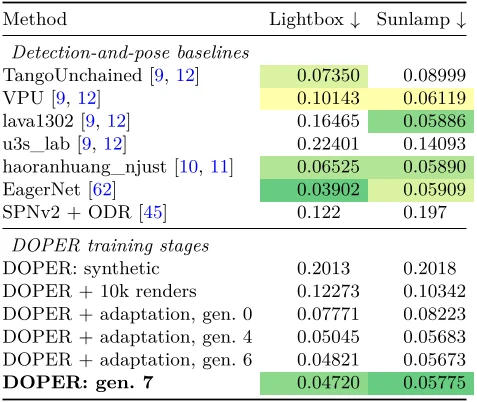 Method Lightbox ↓ Sunlamp ↓
Detection-and-pose baselines
TangoUnchained [9, 12] 0.07350 0.08999
VPU [9, 12] 0.10143 0.06119
lava1302 [9, 12] 0.16465 0.05886
u3s_lab [9, 12] 0.22401 0.14093
haoranhuang_njust [10, 11] 0.06525 0.05890
EagerNet [62] 0.03902 0.05909
SPNv2 + ODR [45] 0.122 0.197
DOPER training stages
DOPER: synthetic 0.2013 0.2018
DOPER + 10k renders 0.12273 0.10342
DOPER + adaptation, gen. 0 0.07771 0.08223
DOPER + adaptation, gen. 4 0.05045 0.05683
DOPER + adaptation, gen. 6 0.04821 0.05673
DOPER: gen. 7 0.04720 0.05775